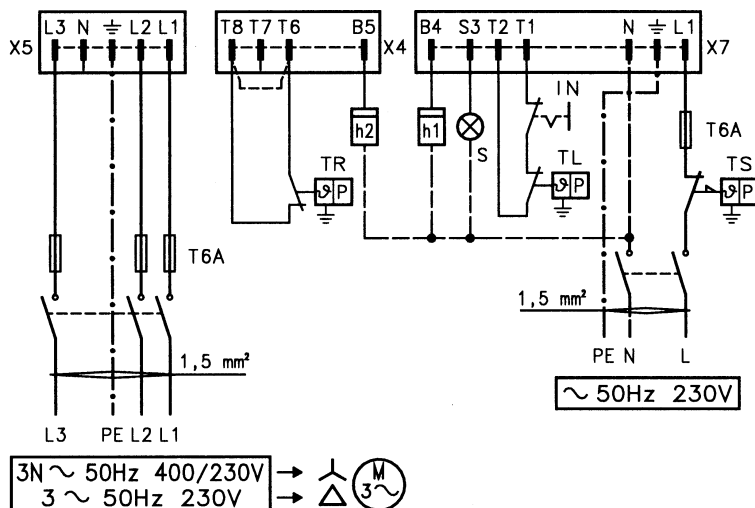 L3 N ⏚ L2 L1
X5
T8 T7 T6 B5
X4
B4 S3 T2 T1 N ⏚ L1
X7
h2
h1
S
IN
TR
ϑ P
TL
ϑ P
T6A
TS
ϑ P
T6A
1,5 mm²
L3 PE L2 L1
1,5 mm²
PE N L
∼ 50Hz 230V
3N ∼ 50Hz 400/230V
3 ∼ 50Hz 230V
M
3∼